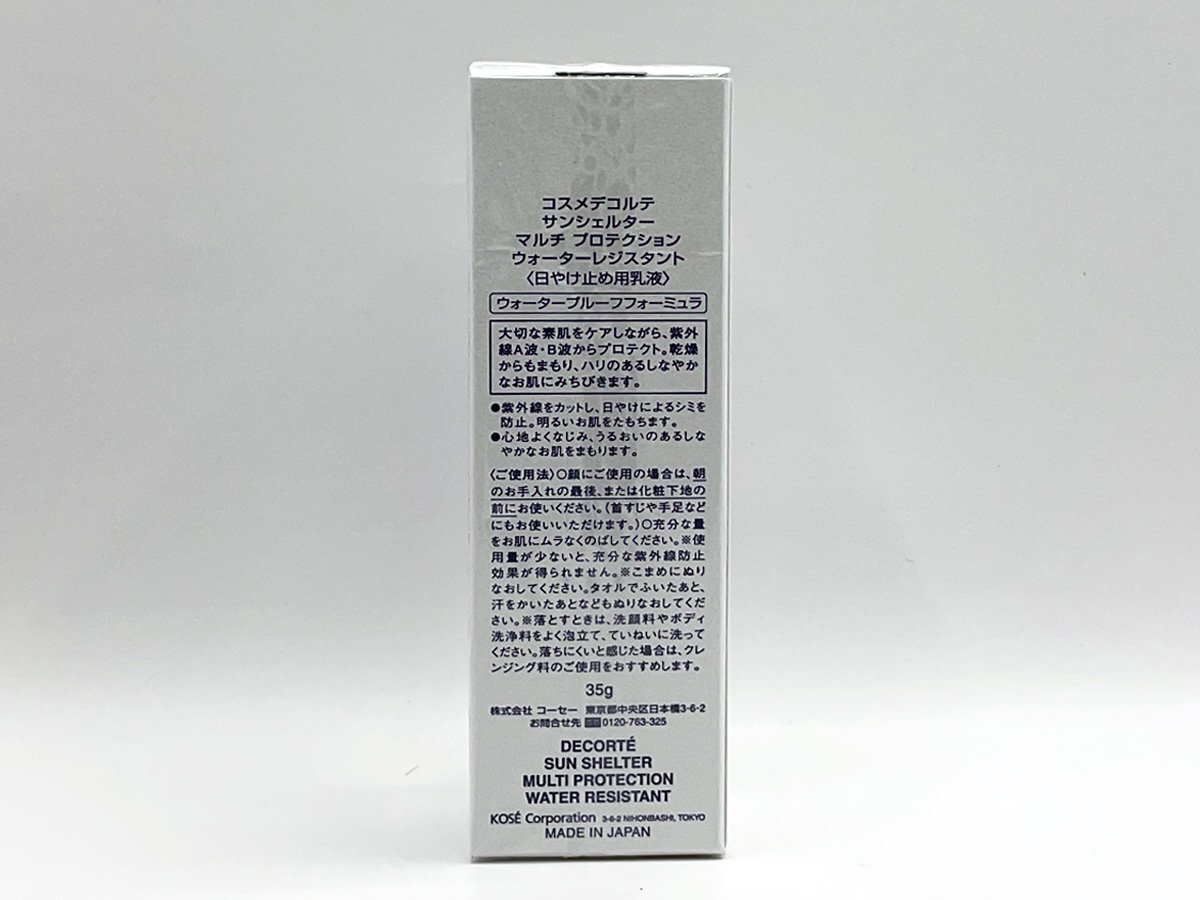 コスメデコルテ
サンシェルター
マルチ プロテクション
ウォーターレジスタント
〈日やけ止め用乳液〉
ウォータープルーフフォーミュラ
大切な素肌をケアしながら、紫外
線A波・B波からプロテクト。乾燥
からもまもり、ハリのあるしなやか
なお肌にみちびきます。
●紫外線をカットし、日やけによるシミを
防止。明るいお肌をたもちます。
●心地よくなじみ、うるおいのあるしな
やかなお肌をまもります。
〈ご使用法〉○顔にご使用の場合は、朝
のお手入れの最後、または化粧下地の
前にお使いください。(首すじや手足など
にもお使いいただけます。)○充分な量
をお肌にムラなくのばしてください。※使
用量が少ないと、充分な紫外線防止
効果が得られません。※こまめにぬり
なおしてください。タオルでふいたあと、
汗をかいたあとなどもぬりなおしてくだ
さい。※落とすときは、洗顔料やボディ
洗浄料をよく泡立て、ていねいに洗って
ください。落ちにくいと感じた場合は、クレ
ンジング料のご使用をおすすめします。
35g
株式会社 コーセー 東京都中央区日本橋3-6-2
お問合せ先 0120-763-325
DECORTÉ
SUN SHELTER
MULTI PROTECTION
WATER RESISTANT
KOSÉ Corporation 3-6-2 NIHONBASHI, TOKYO
MADE IN JAPAN